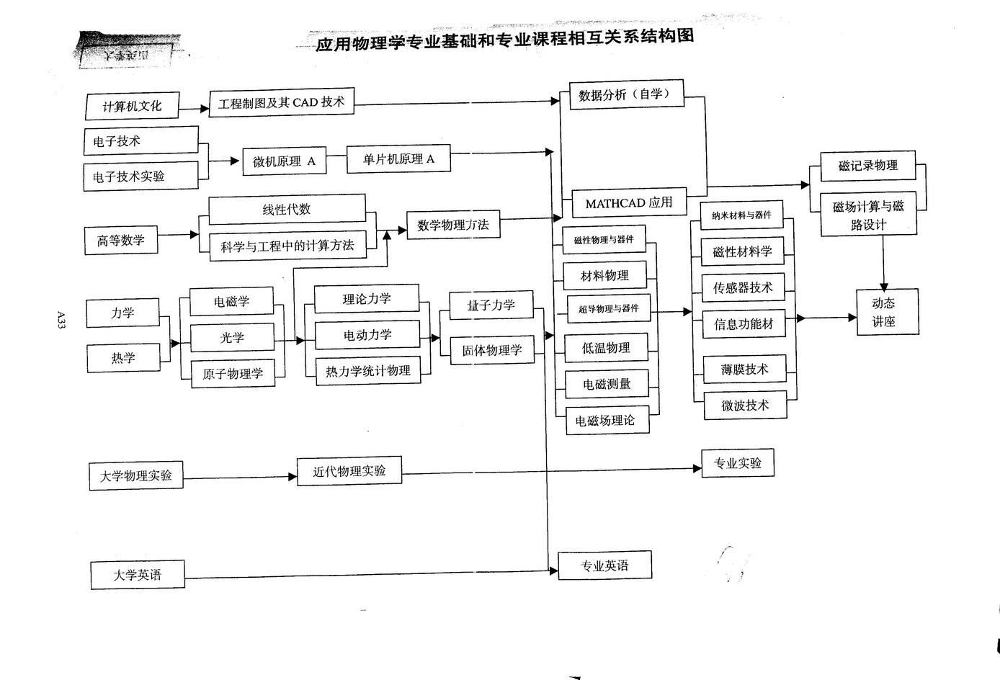 应用物理学专业基础和专业课程相互关系结构图
计算机文化
工程制图及其 CAD 技术
数据分析（自学）
电子技术
电子技术实验
微机原理 A
单片机原理 A
磁记录物理
磁场计算与磁
路设计
线性代数
MATHCAD 应用
高等数学
科学与工程中的计算方法
数学物理方法
纳米材料与器件
磁性物理与器件
磁性材料学
材料物理
传感器技术
超导物理与器件
信息功能材
低温物理
薄膜技术
电磁测量
微波技术
电磁场理论
动态
讲座
力学
热学
电磁学
光学
原子物理学
理论力学
电动力学
热力学统计物理
量子力学
固体物理学
A33
大学物理实验
近代物理实验
专业实验
大学英语
专业英语